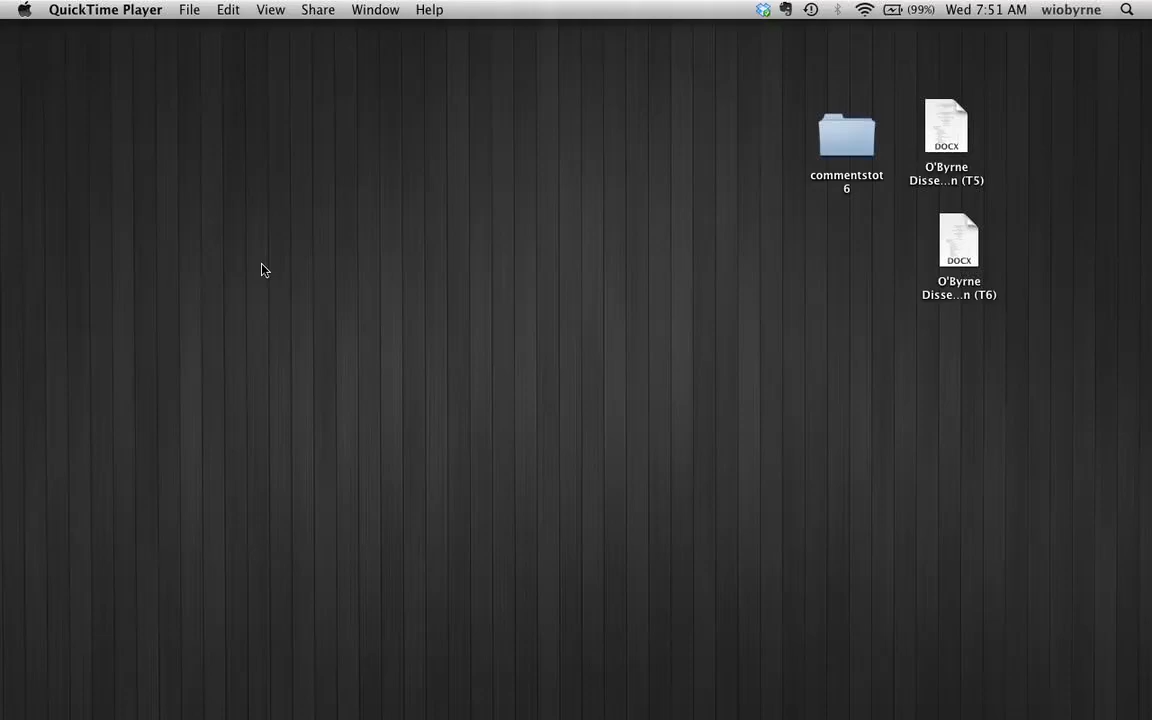 QuickTime Player File Edit View Share Window Help (99%) Wed 7:51 AM wiobyrne
commentstot
6
DOCX
O'Byrne
Disse...n (T5)
DOCX
O'Byrne
Disse...n (T6)